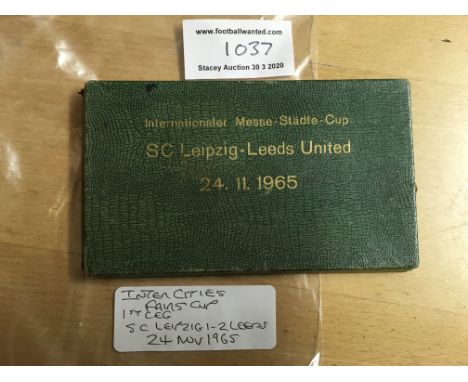 www.footballwanted.com
1037
Stacey Auction 30 3 2020
Internationaler Messe-Städte-Cup
SC Leipzig-Leeds United
24. 11. 1965
INTER CITIES
FAIRS CUP
1ST LEG
SC LEIPZIG 1-2 LEEDS
24 NOV 1965